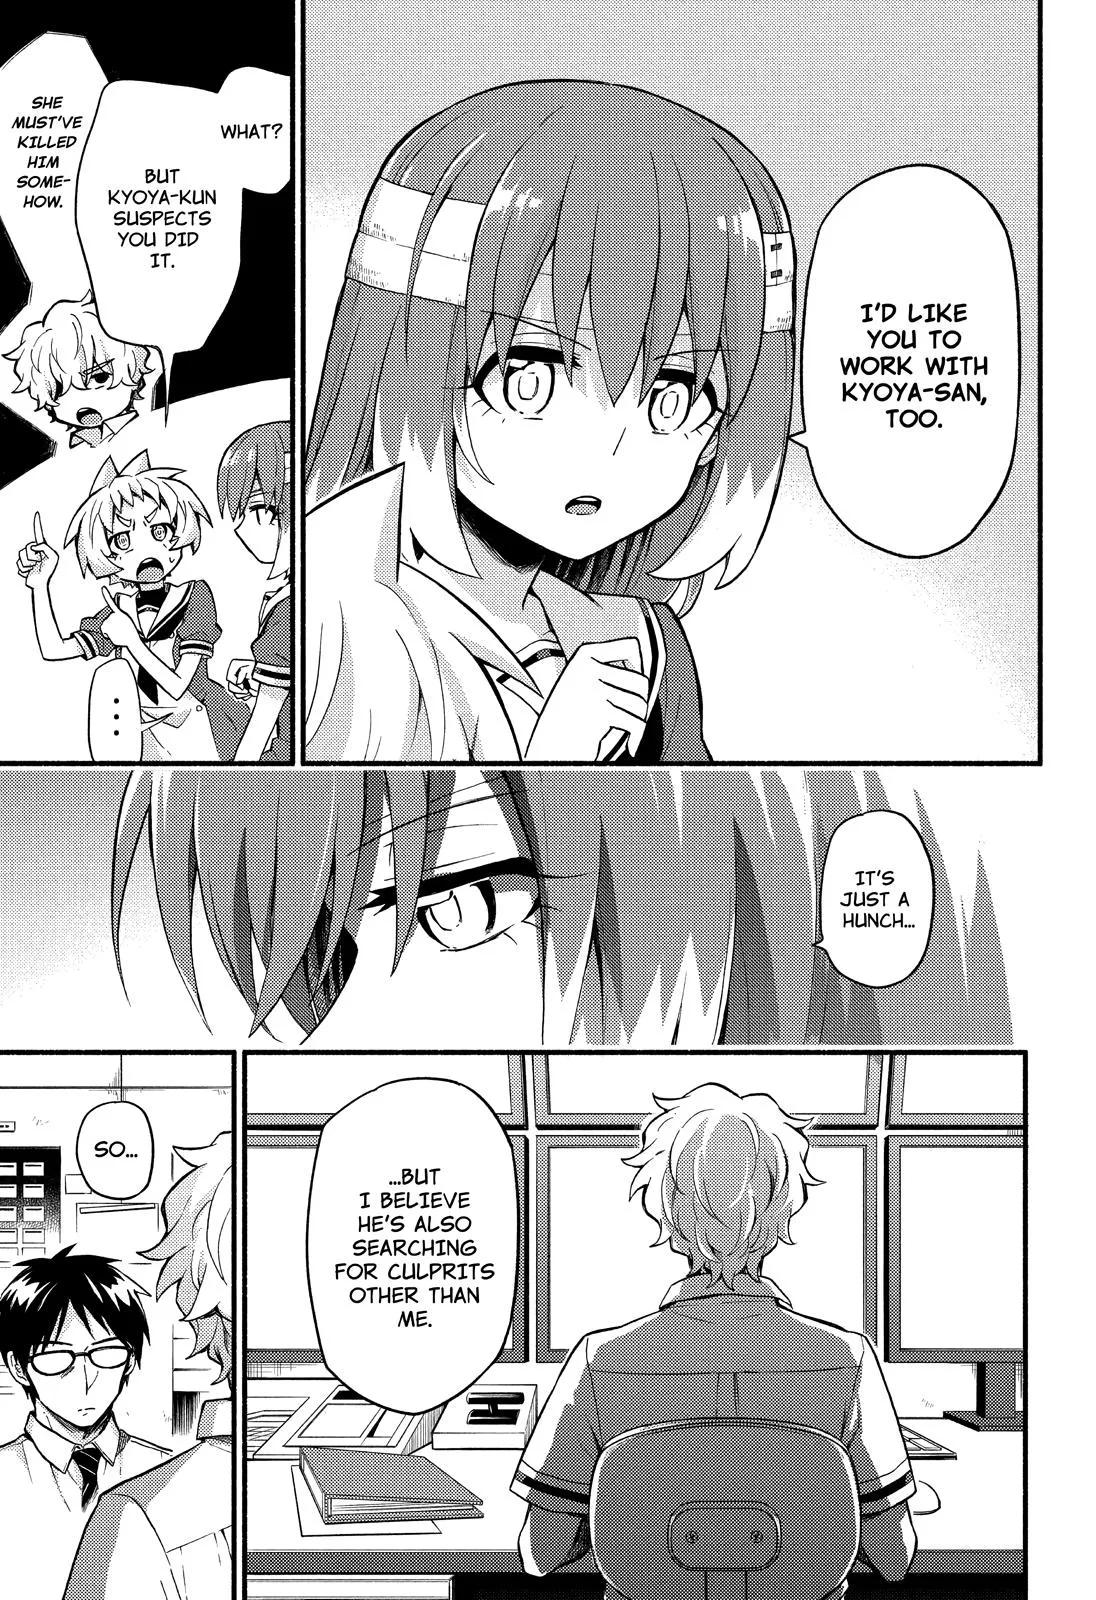 I'D LIKE
YOU TO
WORK WITH
KYOYA-SAN,
TOO.
WHAT?
BUT
KYOYA-KUN
SUSPECTS
YOU DID
IT.
SHE
MUST'VE
KILLED
HIM
SOME-
HOW.
...
IT'S
JUST A
HUNCH...
...BUT
I BELIEVE
HE'S ALSO
SEARCHING
FOR CULPRITS
OTHER THAN
ME.
SO...